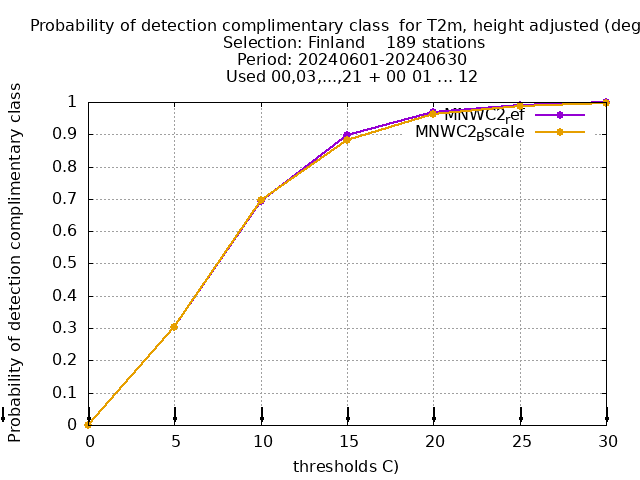 Probability of detection complimentary class  for T2m, height adjusted (deg
Selection: Finland    189 stations
Period: 20240601-20240630
Used 00,03,...,21 + 00 01 ... 12
Probability of detection complimentary class
1
0.9
0.8
0.7
0.6
0.5
0.4
0.3
0.2
0.1
0
MNWC2ref
MNWC2Bscale
0 5 10 15 20 25 30
thresholds C)